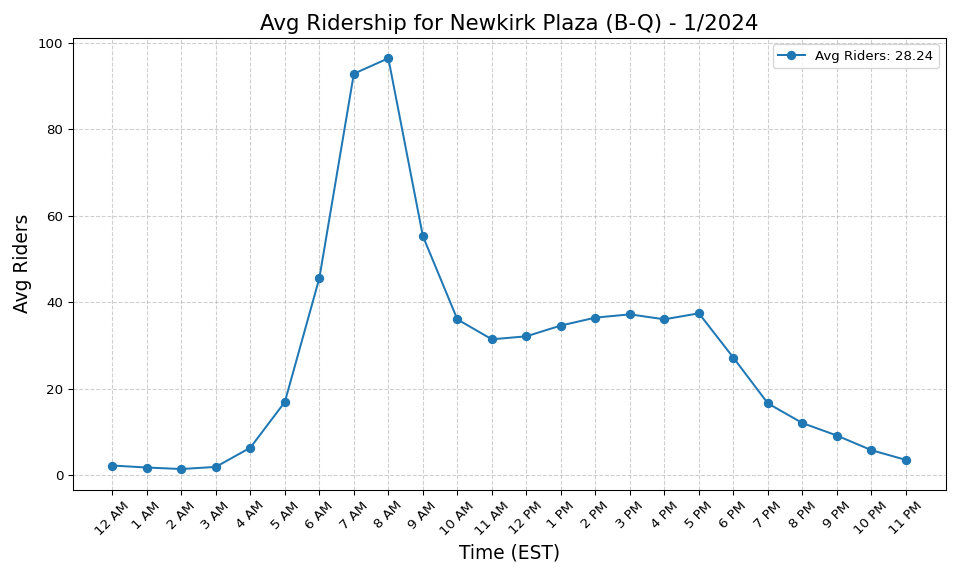 Avg Ridership for Newkirk Plaza (B-Q) - 1/2024
Avg Riders: 28.24
Avg Riders
100
80
60
40
20
0
12 AM
1 AM
2 AM
3 AM
4 AM
5 AM
6 AM
7 AM
8 AM
9 AM
10 AM
11 AM
12 PM
1 PM
2 PM
3 PM
4 PM
5 PM
6 PM
7 PM
8 PM
9 PM
10 PM
11 PM
Time (EST)